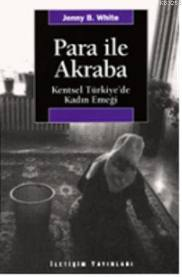 Jenny B. White
Para ile
Akraba
Kentsel Türkiye'de
Kadın Emeği
İLETİŞİM YAYINLARI